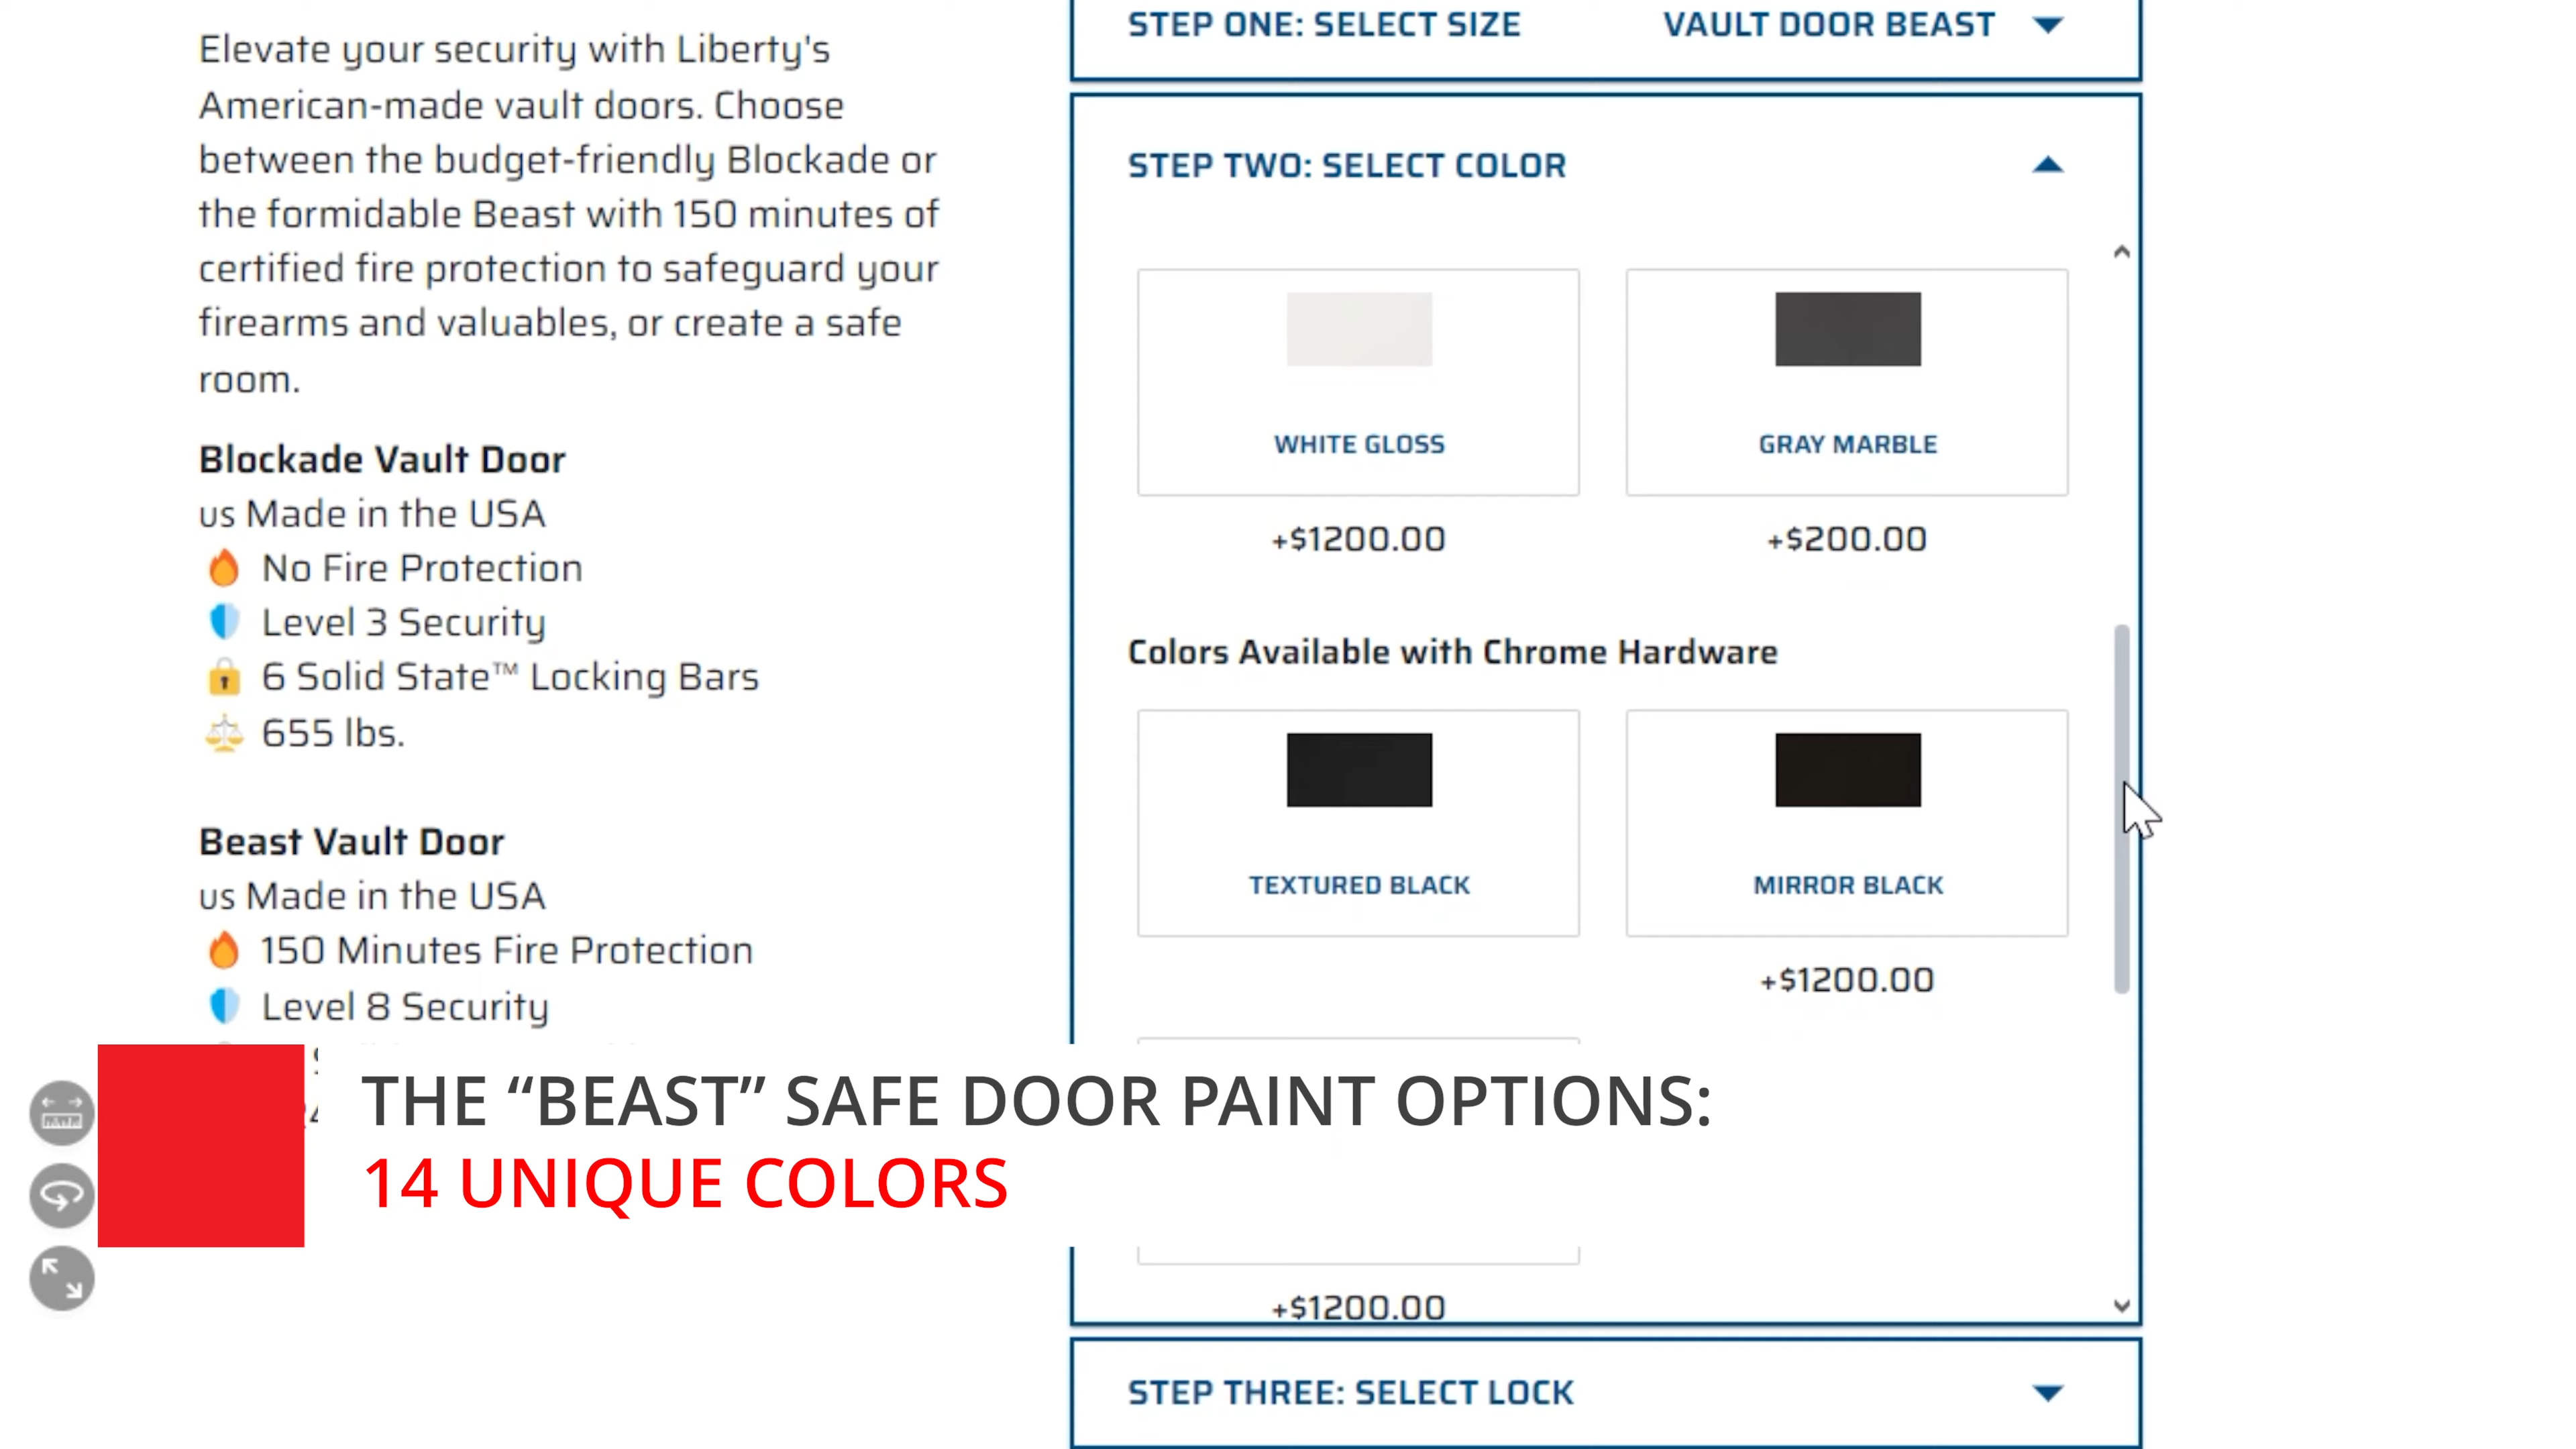 Elevate your security with Liberty's
American-made vault doors. Choose
between the budget-friendly Blockade or
the formidable Beast with 150 minutes of
certified fire protection to safeguard your
firearms and valuables, or create a safe
room.
Blockade Vault Door
us Made in the USA
No Fire Protection
Level 3 Security
6 Solid State™ Locking Bars
655 lbs.
Beast Vault Door
us Made in the USA
150 Minutes Fire Protection
Level 8 Security
STEP ONE: SELECT SIZE VAULT DOOR BEAST
STEP TWO: SELECT COLOR
WHITE GLOSS
+$1200.00
GRAY MARBLE
+$200.00
Colors Available with Chrome Hardware
TEXTURED BLACK
MIRROR BLACK
+$1200.00
+$1200.00
STEP THREE: SELECT LOCK
THE “BEAST” SAFE DOOR PAINT OPTIONS:
14 UNIQUE COLORS